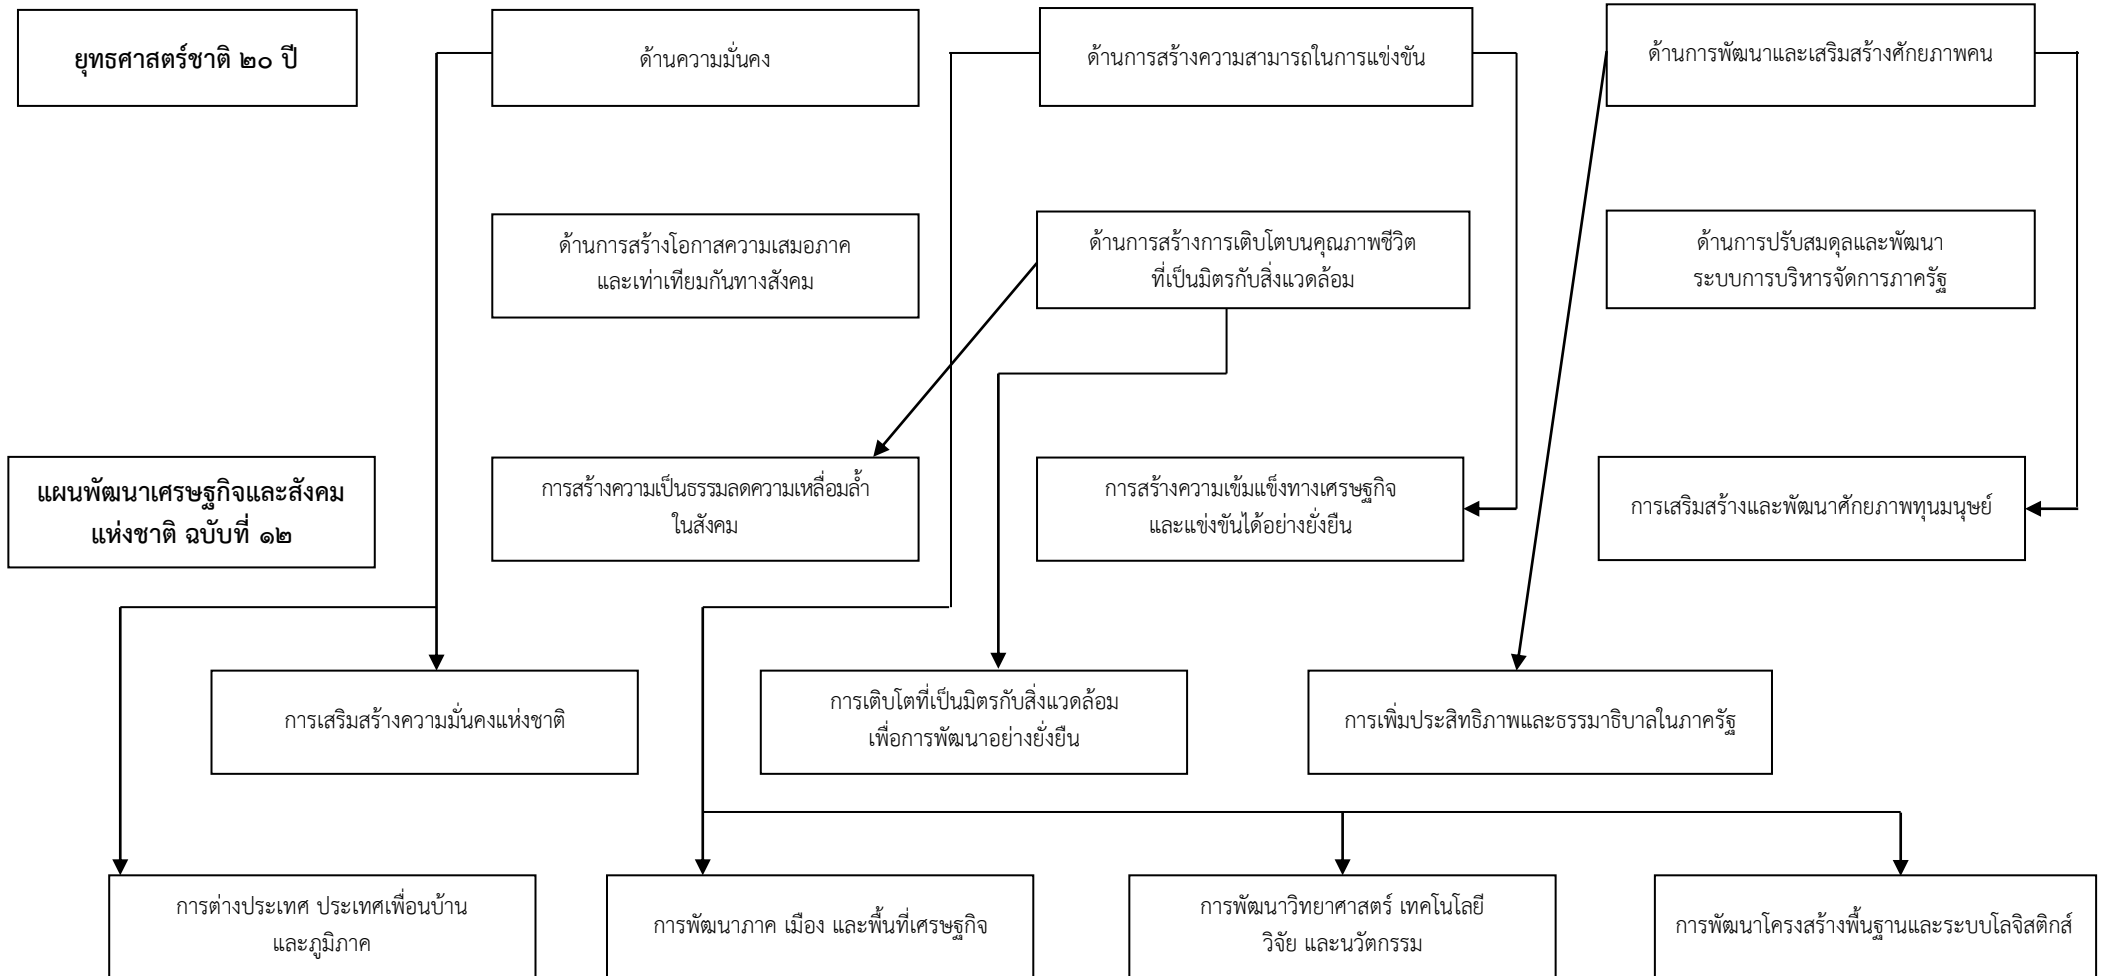 ยุทธศาสตร์ชาติ ๒๐ ปี
ด้านความมั่นคง
ด้านการสร้างความสามารถในการแข่งขัน
ด้านการพัฒนาและเสริมสร้างศักยภาพคน
ด้านการสร้างโอกาสความเสมอภาค
และเท่าเทียมกันทางสังคม
ด้านการสร้างการเติบโตบนคุณภาพชีวิต
ที่เป็นมิตรกับสิ่งแวดล้อม
ด้านการปรับสมดุลและพัฒนา
ระบบการบริหารจัดการภาครัฐ
แผนพัฒนาเศรษฐกิจและสังคม
แห่งชาติ ฉบับที่ ๑๒
การสร้างความเป็นธรรมลดความเหลื่อมล้ำ
ในสังคม
การสร้างความเข้มแข็งทางเศรษฐกิจ
และแข่งขันได้อย่างยั่งยืน
การเสริมสร้างและพัฒนาศักยภาพทุนมนุษย์
การเสริมสร้างความมั่นคงแห่งชาติ
การเติบโตที่เป็นมิตรกับสิ่งแวดล้อม
เพื่อการพัฒนาอย่างยั่งยืน
การเพิ่มประสิทธิภาพและธรรมาธิบาลในภาครัฐ
การต่างประเทศ ประเทศเพื่อนบ้าน
และภูมิภาค
การพัฒนาภาค เมือง และพื้นที่เศรษฐกิจ
การพัฒนาวิทยาศาสตร์ เทคโนโลยี
วิจัย และนวัตกรรม
การพัฒนาโครงสร้างพื้นฐานและระบบโลจิสติกส์